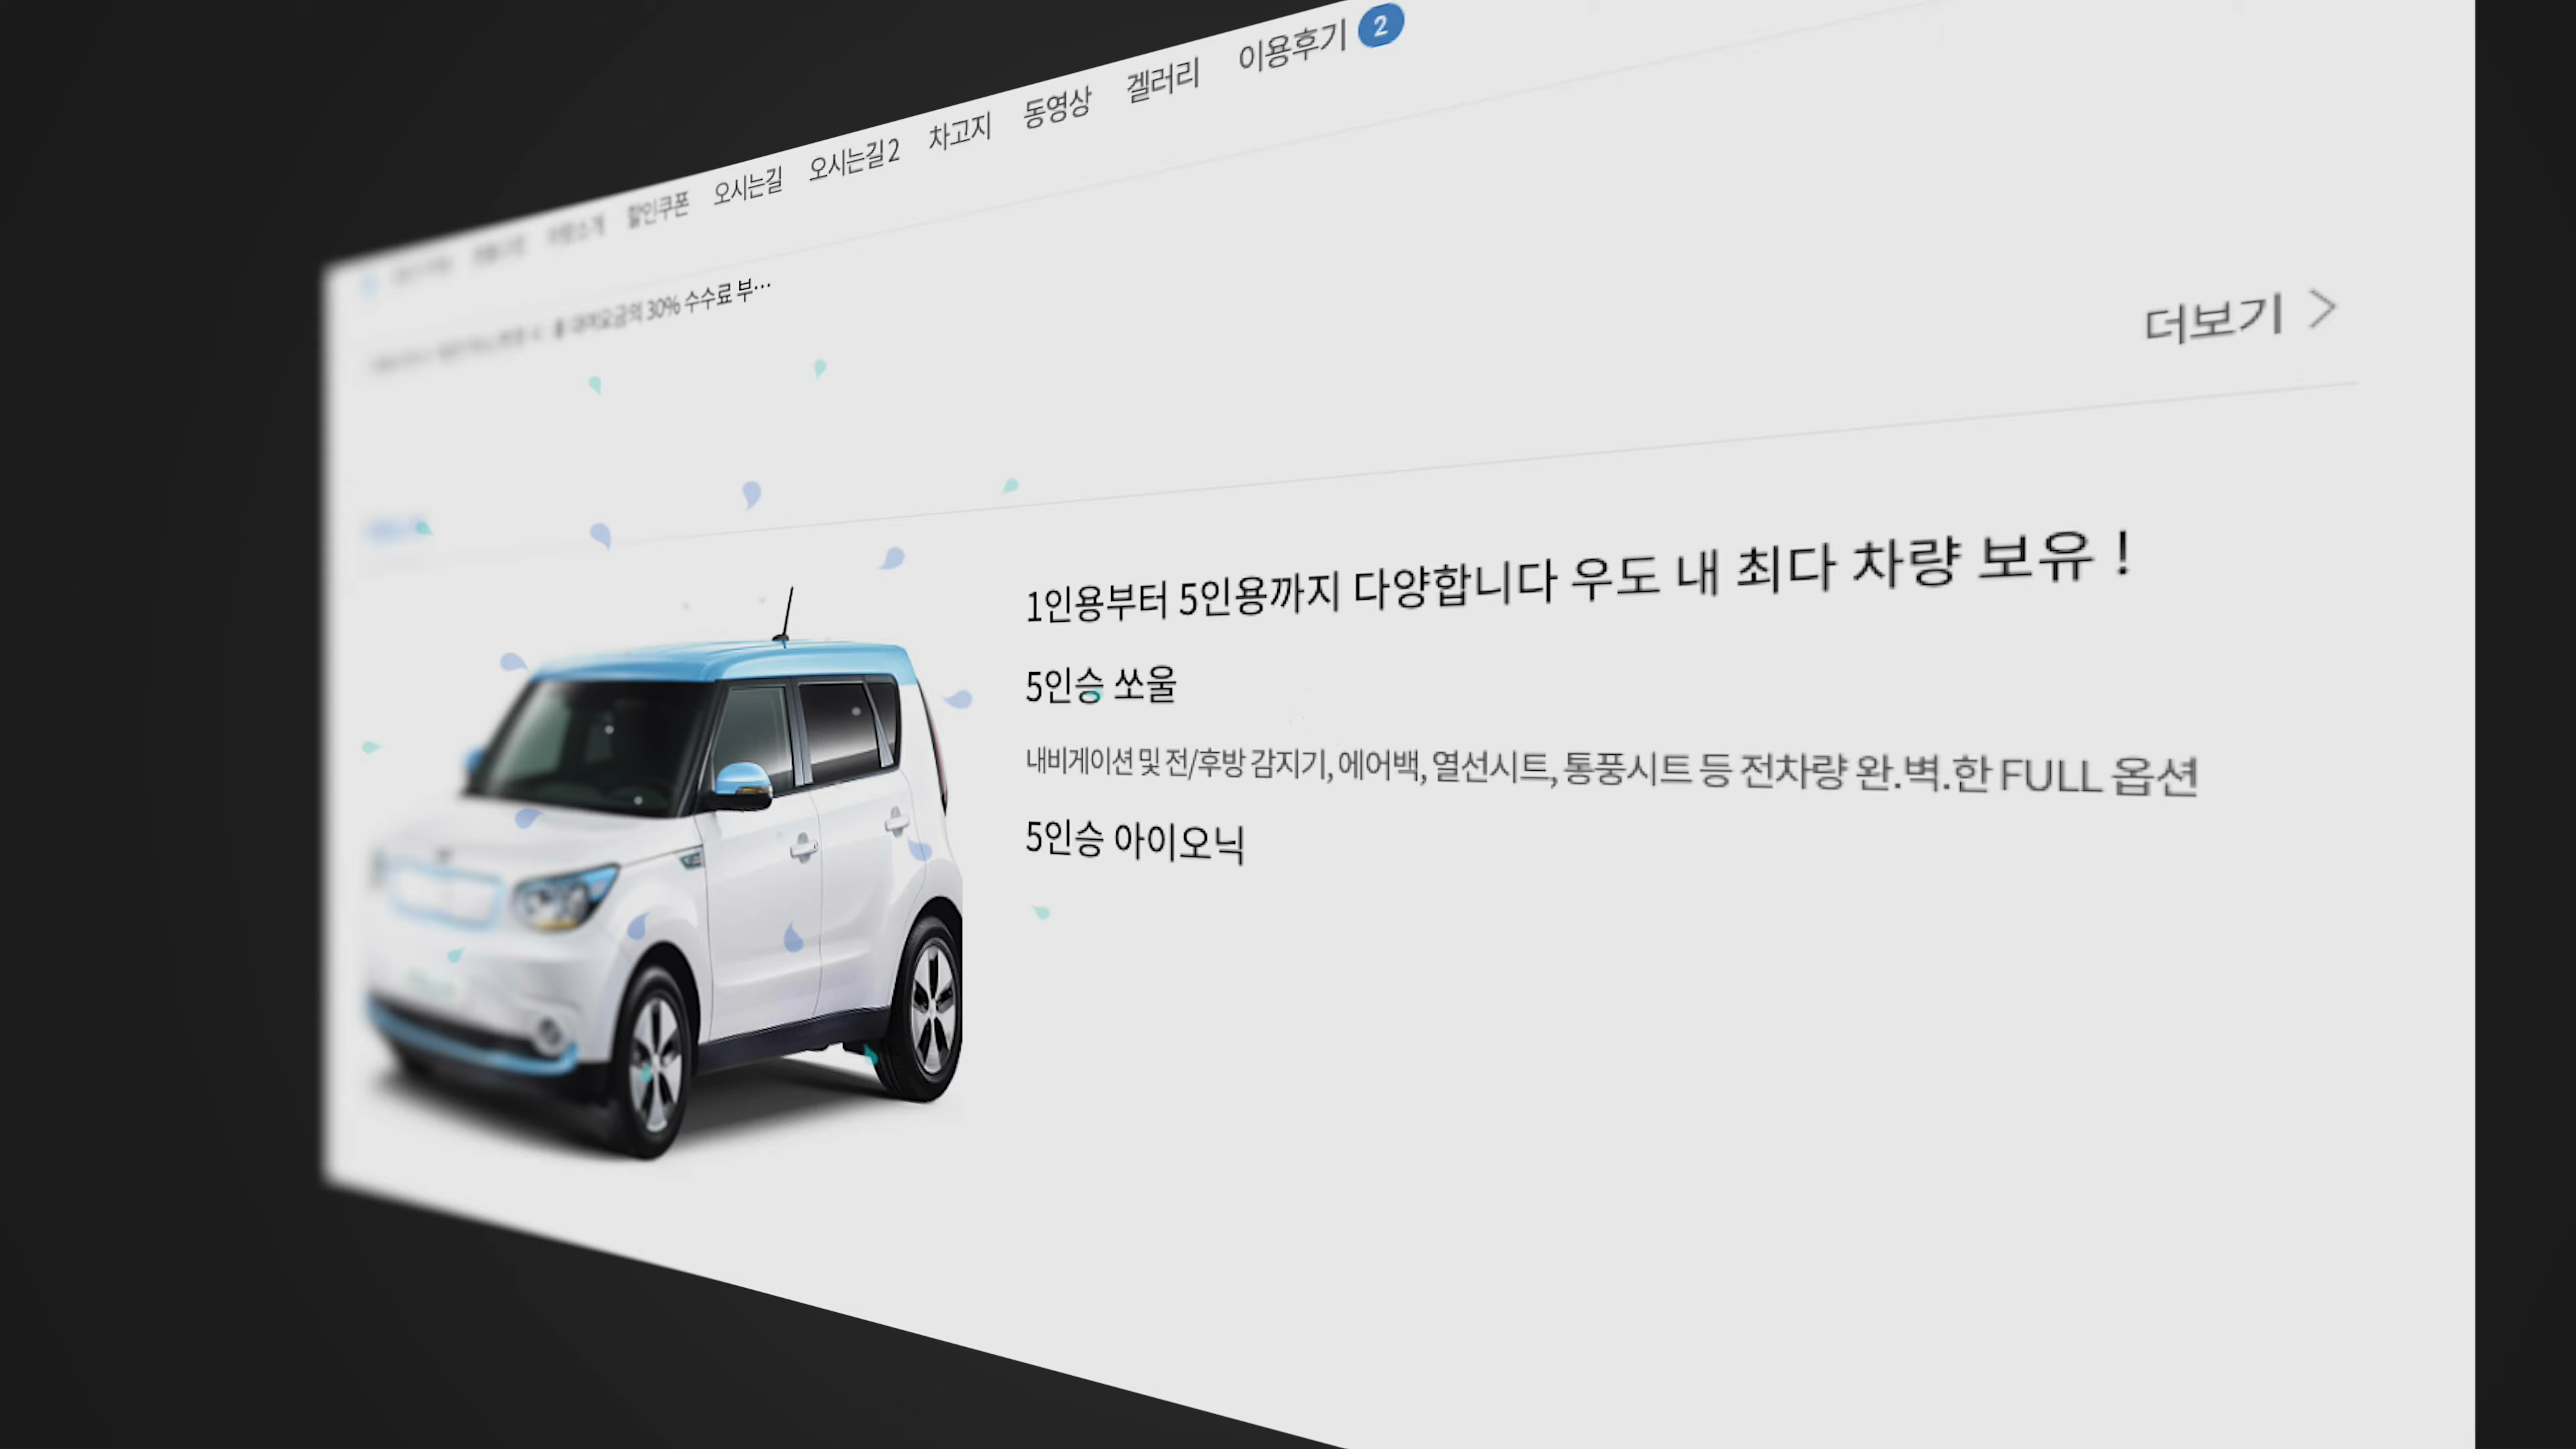 할인쿠폰 오시는길 오시는길2 차고지 동영상 겔러리 이용후기 2
대여요금의 30% 수수료 부…
더보기
1인용부터 5인용까지 다양합니다 우도 내 최다 차량 보유 !
5인승 쏘울
내비게이션 및 전/후방 감지기, 에어백, 열선시트, 통풍시트 등 전차량 완.벽.한 FULL 옵션
5인승 아이오닉